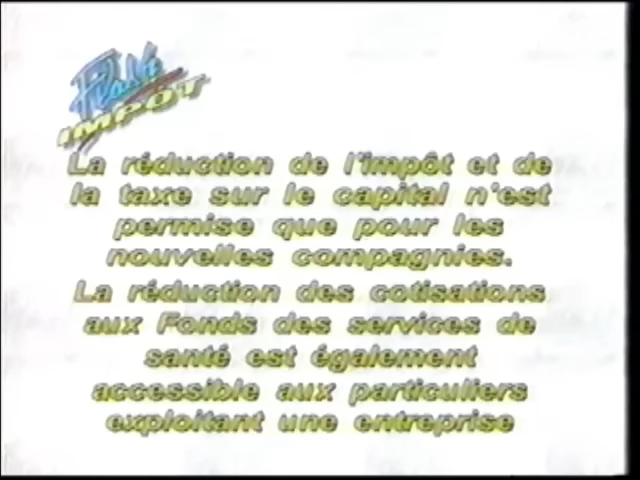 Flash
IMPÔT
La réduction de l'impôt et de
la taxe sur le capital n'est
permise que pour les
nouvelles compagnies.
La réduction des cotisations
aux Fonds des services de
santé est également
accessible aux particuliers
exploitant une entreprise